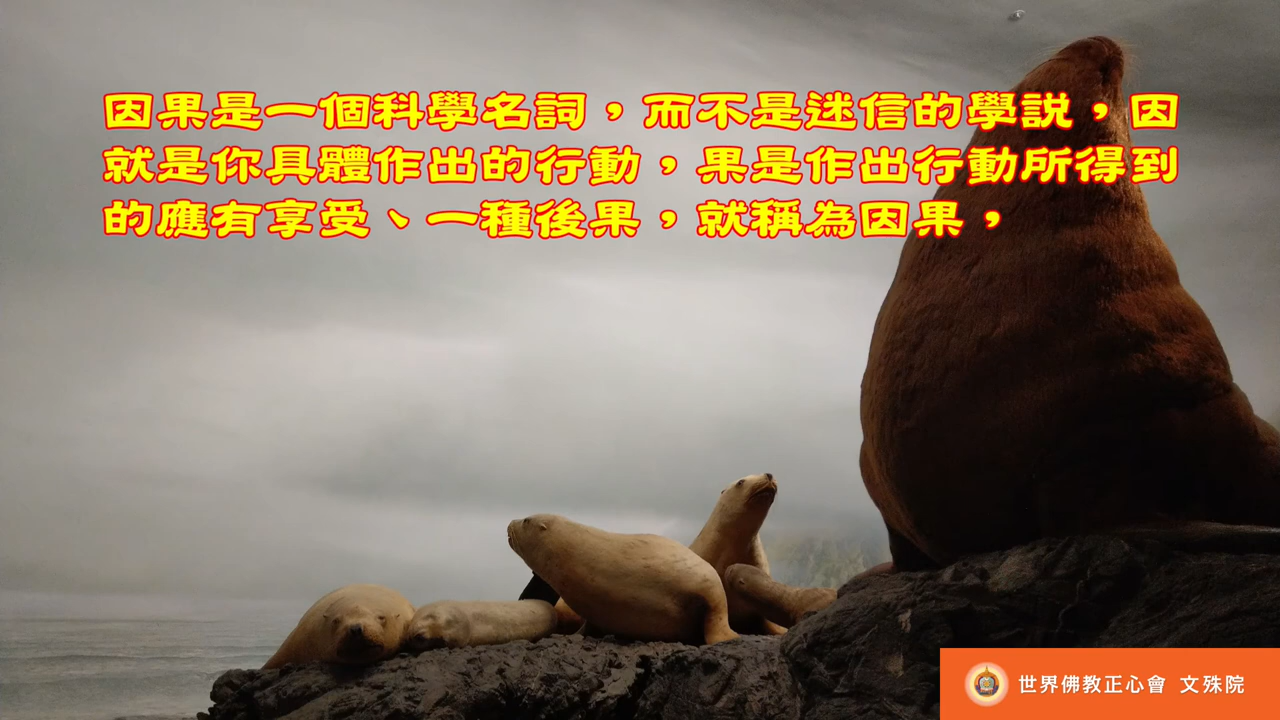 因果是一個科學名詞，而不是迷信的學説，因
就是你具體作出的行動，果是作出行動所得到
的應有享受、一種後果，就稱為因果，
世界佛教正心會 文殊院